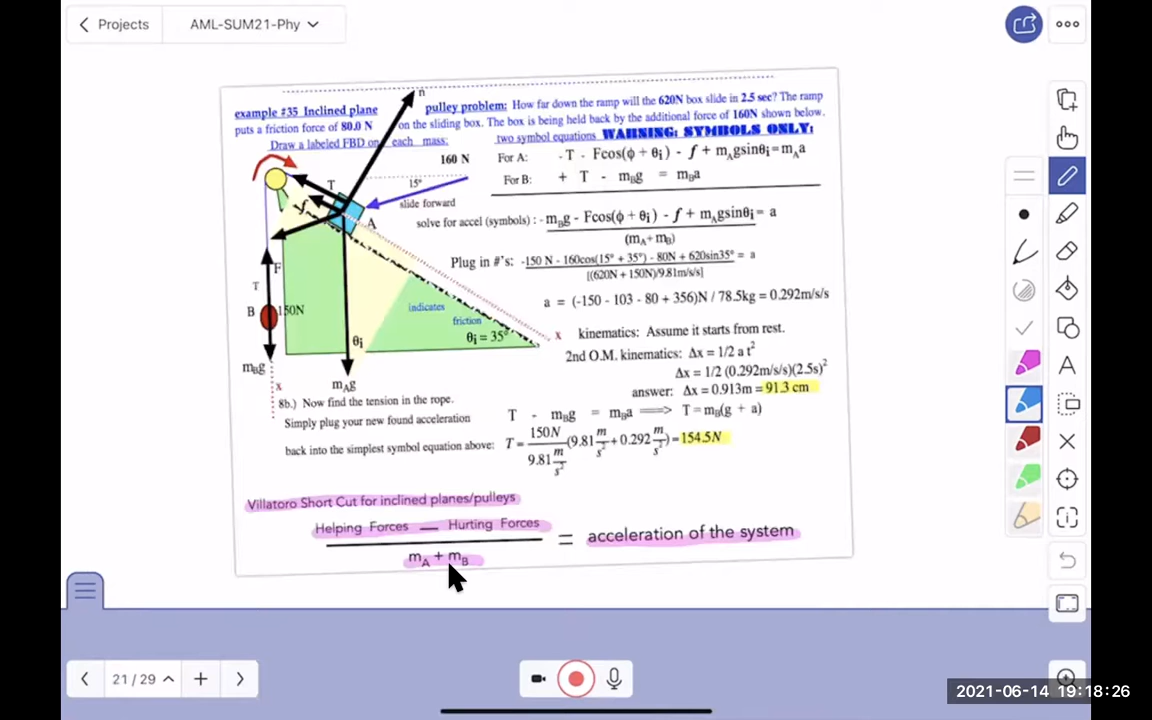 Projects
AML-SUM21-Phy
example #35 Inclined plane pulley problem: How far down the ramp will the 620N box slide in 2.5 sec? The ramp
puts a friction force of 80.0 N on the sliding box. The box is being held back by the additional force of 160N shown below.
Draw a labeled FBD on each mass: two symbol equations WARNING: SYMBOLS ONLY:
n
160 N
For A: -T - Fcos(ϕ + θi) - f + mAgsinθi = mAa
T
15°
For B: + T - mBg = mBa
f
slide forward
A
solve for accel (symbols) : -mBg - Fcos(ϕ + θi) - f + mAgsinθi = a
(mA+mB)
Plug in #'s: -150 N - 160cos(15° + 35°) - 80N + 620sin35° = a
[(620N + 150N)/9.81m/s/s]
F
T
B
150N
indicates
friction
θi = 35°
θi
x
a = (-150 - 103 - 80 + 356)N / 78.5kg = 0.292m/s/s
kinematics: Assume it starts from rest.
2nd O.M. kinematics: Δx = 1/2 a t²
Δx = 1/2 (0.292m/s/s)(2.5s)²
answer: Δx = 0.913m = 91.3 cm
mBg
x
mAg
8b.) Now find the tension in the rope.
Simply plug your new found acceleration
T - mBg = mBa ==> T = mB(g + a)
back into the simplest symbol equation above: T = 150N / 9.81 m/s² (9.81 m/s² + 0.292 m/s²) = 154.5N
Villatoro Short Cut for inclined planes/pulleys
Helping Forces — Hurting Forces
mA + mB
= acceleration of the system
21 / 29
2021-06-14 19:18:26